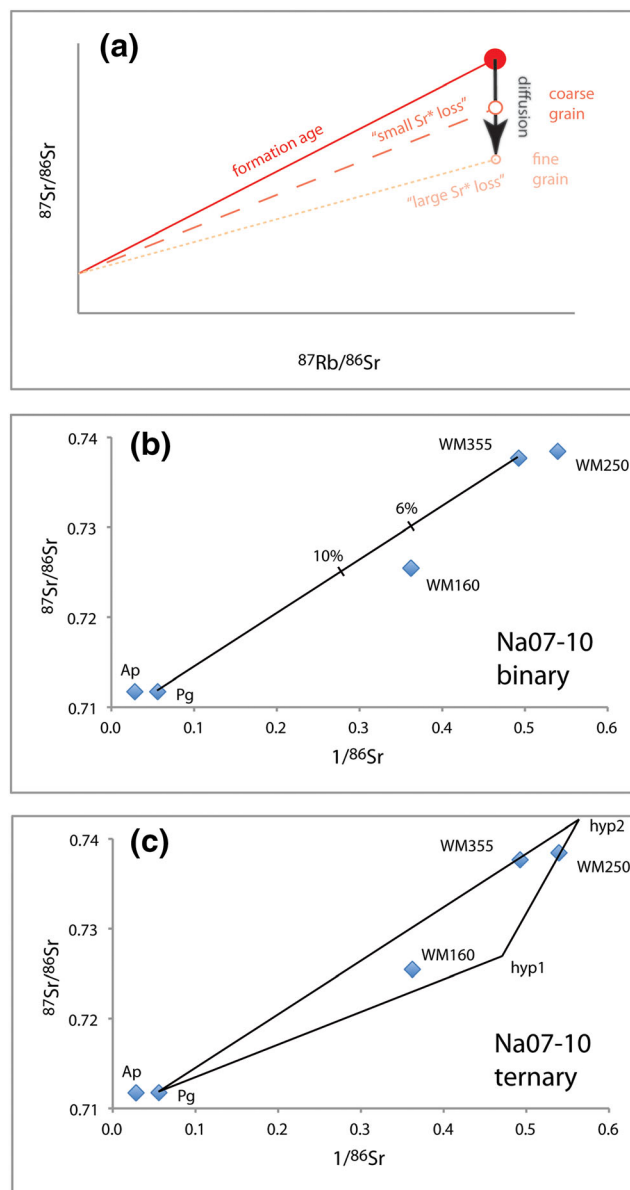 (a)
87Sr/86Sr
formation age
"small Sr* loss"
"large Sr* loss"
diffusion
coarse
grain
fine
grain
87Rb/86Sr
(b)
87Sr/86Sr
0.74
0.73
0.72
0.71
WM355
WM250
6%
10%
WM160
Ap
Pg
Na07-10
binary
0.0
0.1
0.2
0.3
0.4
0.5
0.6
1/86Sr
(c)
87Sr/86Sr
0.74
0.73
0.72
0.71
hyp2
WM355
WM250
WM160
hyp1
Ap
Pg
Na07-10
ternary
0.0
0.1
0.2
0.3
0.4
0.5
0.6
1/86Sr